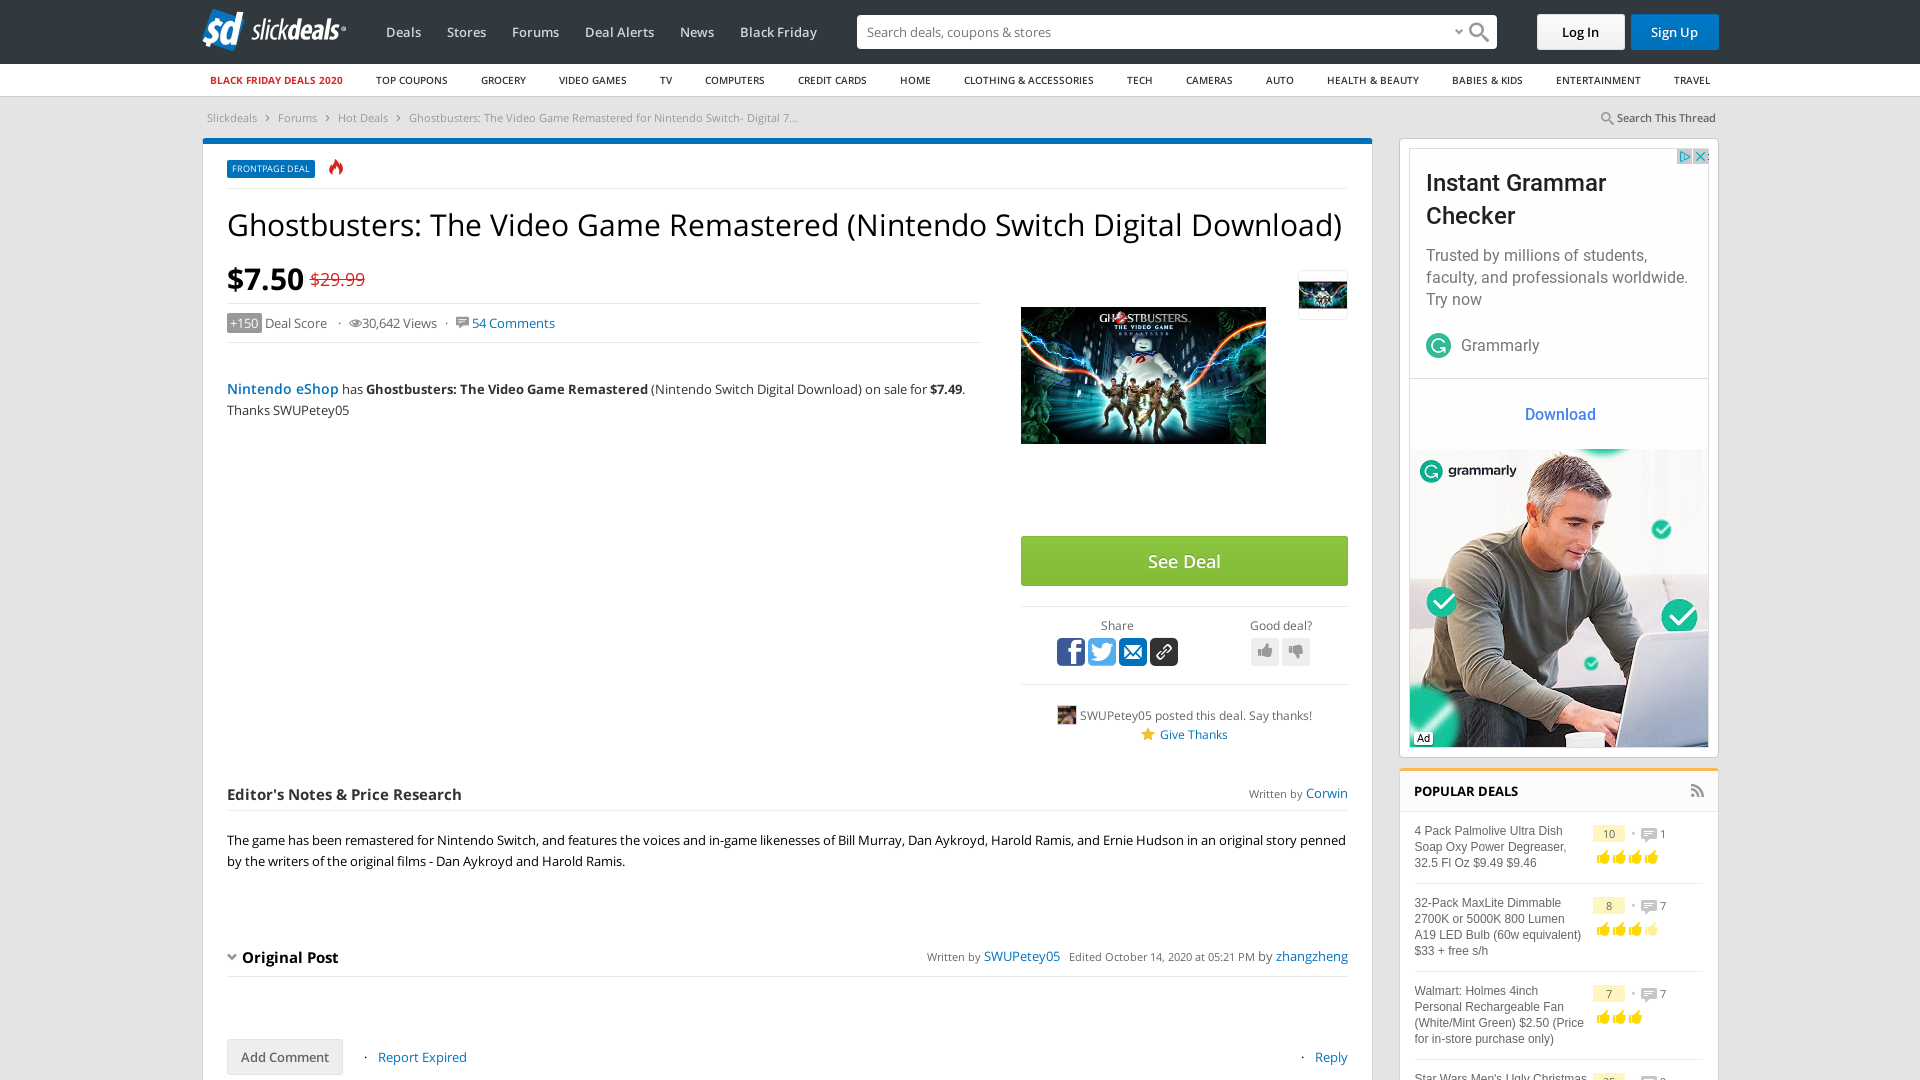 slickdeals
Deals
Stores
Forums
Deal Alerts
News
Black Friday
Search deals, coupons & stores
Log In
Sign Up
BLACK FRIDAY DEALS 2020
TOP COUPONS
GROCERY
VIDEO GAMES
TV
COMPUTERS
CREDIT CARDS
HOME
CLOTHING & ACCESSORIES
TECH
CAMERAS
AUTO
HEALTH & BEAUTY
BABIES & KIDS
ENTERTAINMENT
TRAVEL
Slickdeals > Forums > Hot Deals > Ghostbusters: The Video Game Remastered for Nintendo Switch- Digital 7...
Search This Thread
FRONTPAGE DEAL
Ghostbusters: The Video Game Remastered (Nintendo Switch Digital Download)
$7.50 $29.99
+150 Deal Score · 30,642 Views · 54 Comments
Nintendo eShop has Ghostbusters: The Video Game Remastered (Nintendo Switch Digital Download) on sale for $7.49.
Thanks SWUPetey05
GHOSTBUSTERS
THE VIDEO GAME
REMASTERED
See Deal
Share
Good deal?
SWUPetey05 posted this deal. Say thanks!
Give Thanks
Editor's Notes & Price Research
Written by Corwin
The game has been remastered for Nintendo Switch, and features the voices and in-game likenesses of Bill Murray, Dan Aykroyd, Harold Ramis, and Ernie Hudson in an original story penned
by the writers of the original films - Dan Aykroyd and Harold Ramis.
Original Post
Written by SWUPetey05 Edited October 14, 2020 at 05:21 PM by zhangzheng
Add Comment
· Report Expired
· Reply
Instant Grammar
Checker
Trusted by millions of students,
faculty, and professionals worldwide.
Try now
Grammarly
Download
grammarly
Ad
POPULAR DEALS
4 Pack Palmolive Ultra Dish
Soap Oxy Power Degreaser,
32.5 Fl Oz $9.49 $9.46
10 • 1
32-Pack MaxLite Dimmable
2700K or 5000K 800 Lumen
A19 LED Bulb (60w equivalent)
$33 + free s/h
8 • 7
Walmart: Holmes 4inch
Personal Rechargeable Fan
(White/Mint Green) $2.50 (Price
for in-store purchase only)
7 • 7
Star Wars Men's Ugly Christmas